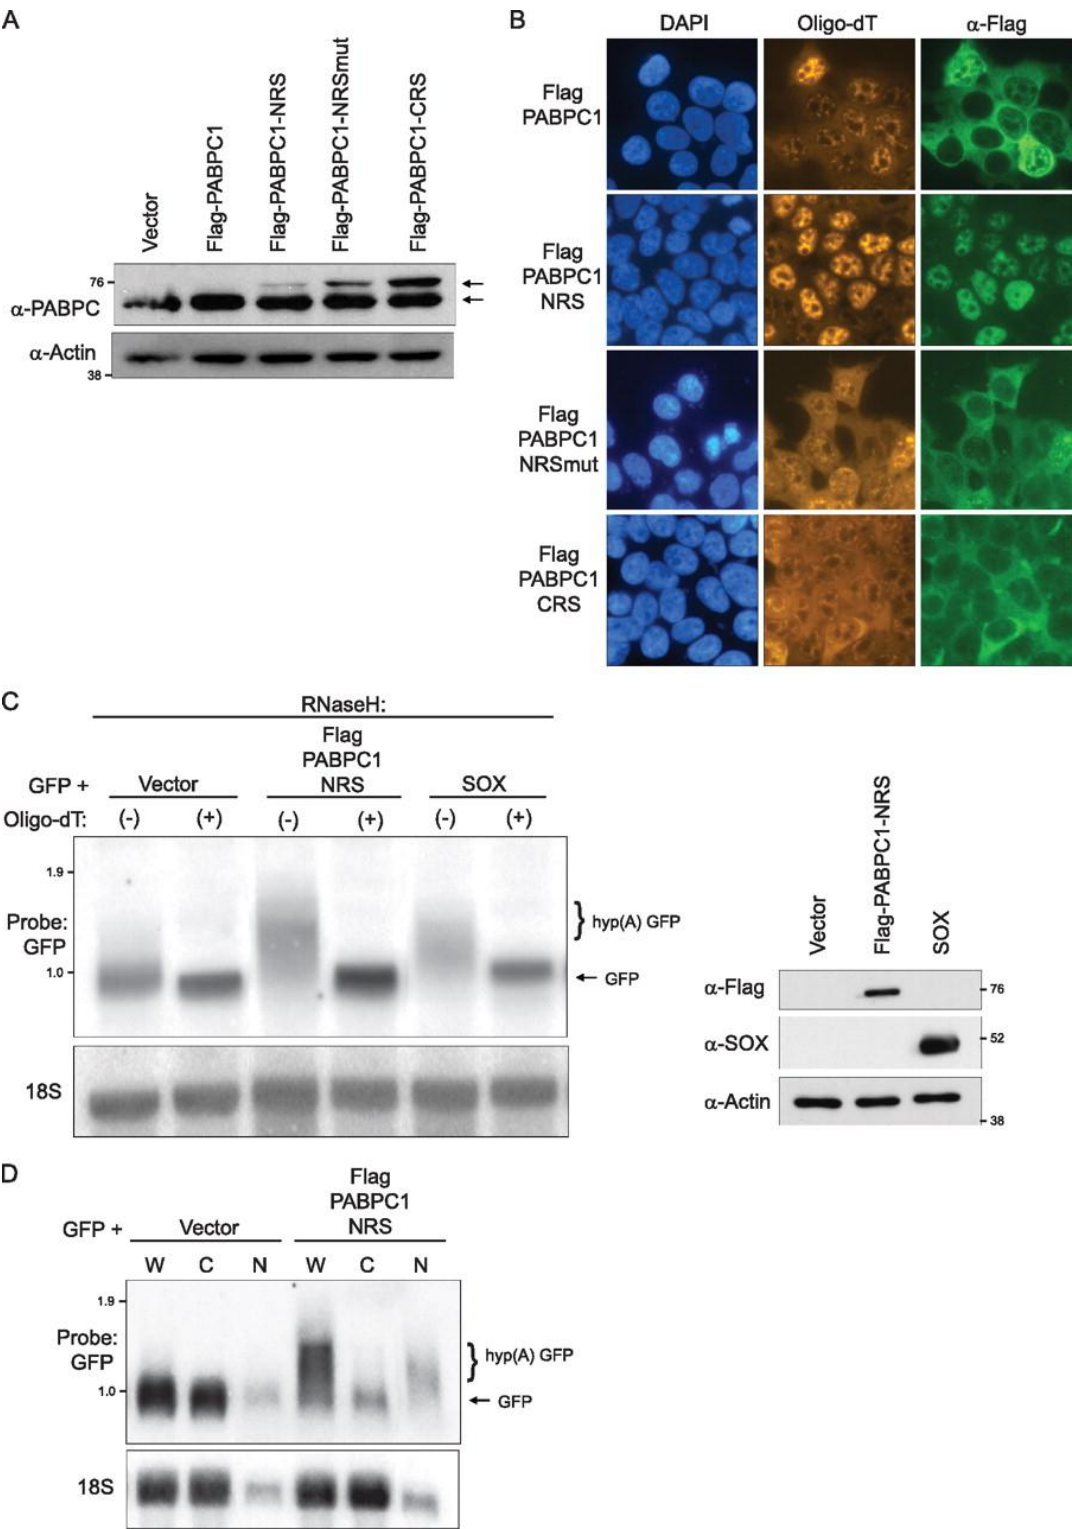 A
Vector
Flag-PABPC1
Flag-PABPC1-NRS
Flag-PABPC1-NRSmut
Flag-PABPC1-CRS
76
α-PABPC
α-Actin
38
B
DAPI Oligo-dT α-Flag
Flag
PABPC1
Flag
PABPC1
NRS
Flag
PABPC1
NRSmut
Flag
PABPC1
CRS
C
RNaseH:
Flag
PABPC1
GFP + Vector NRS SOX
Oligo-dT: (-) (+) (-) (+) (-) (+)
1.9
Probe:
GFP
hyp(A) GFP
1.0
GFP
18S
Vector
Flag-PABPC1-NRS
SOX
α-Flag 76
α-SOX 52
α-Actin
38
D
Flag
PABPC1
GFP + Vector NRS
W C N W C N
1.9
Probe:
GFP
hyp(A) GFP
1.0
GFP
18S